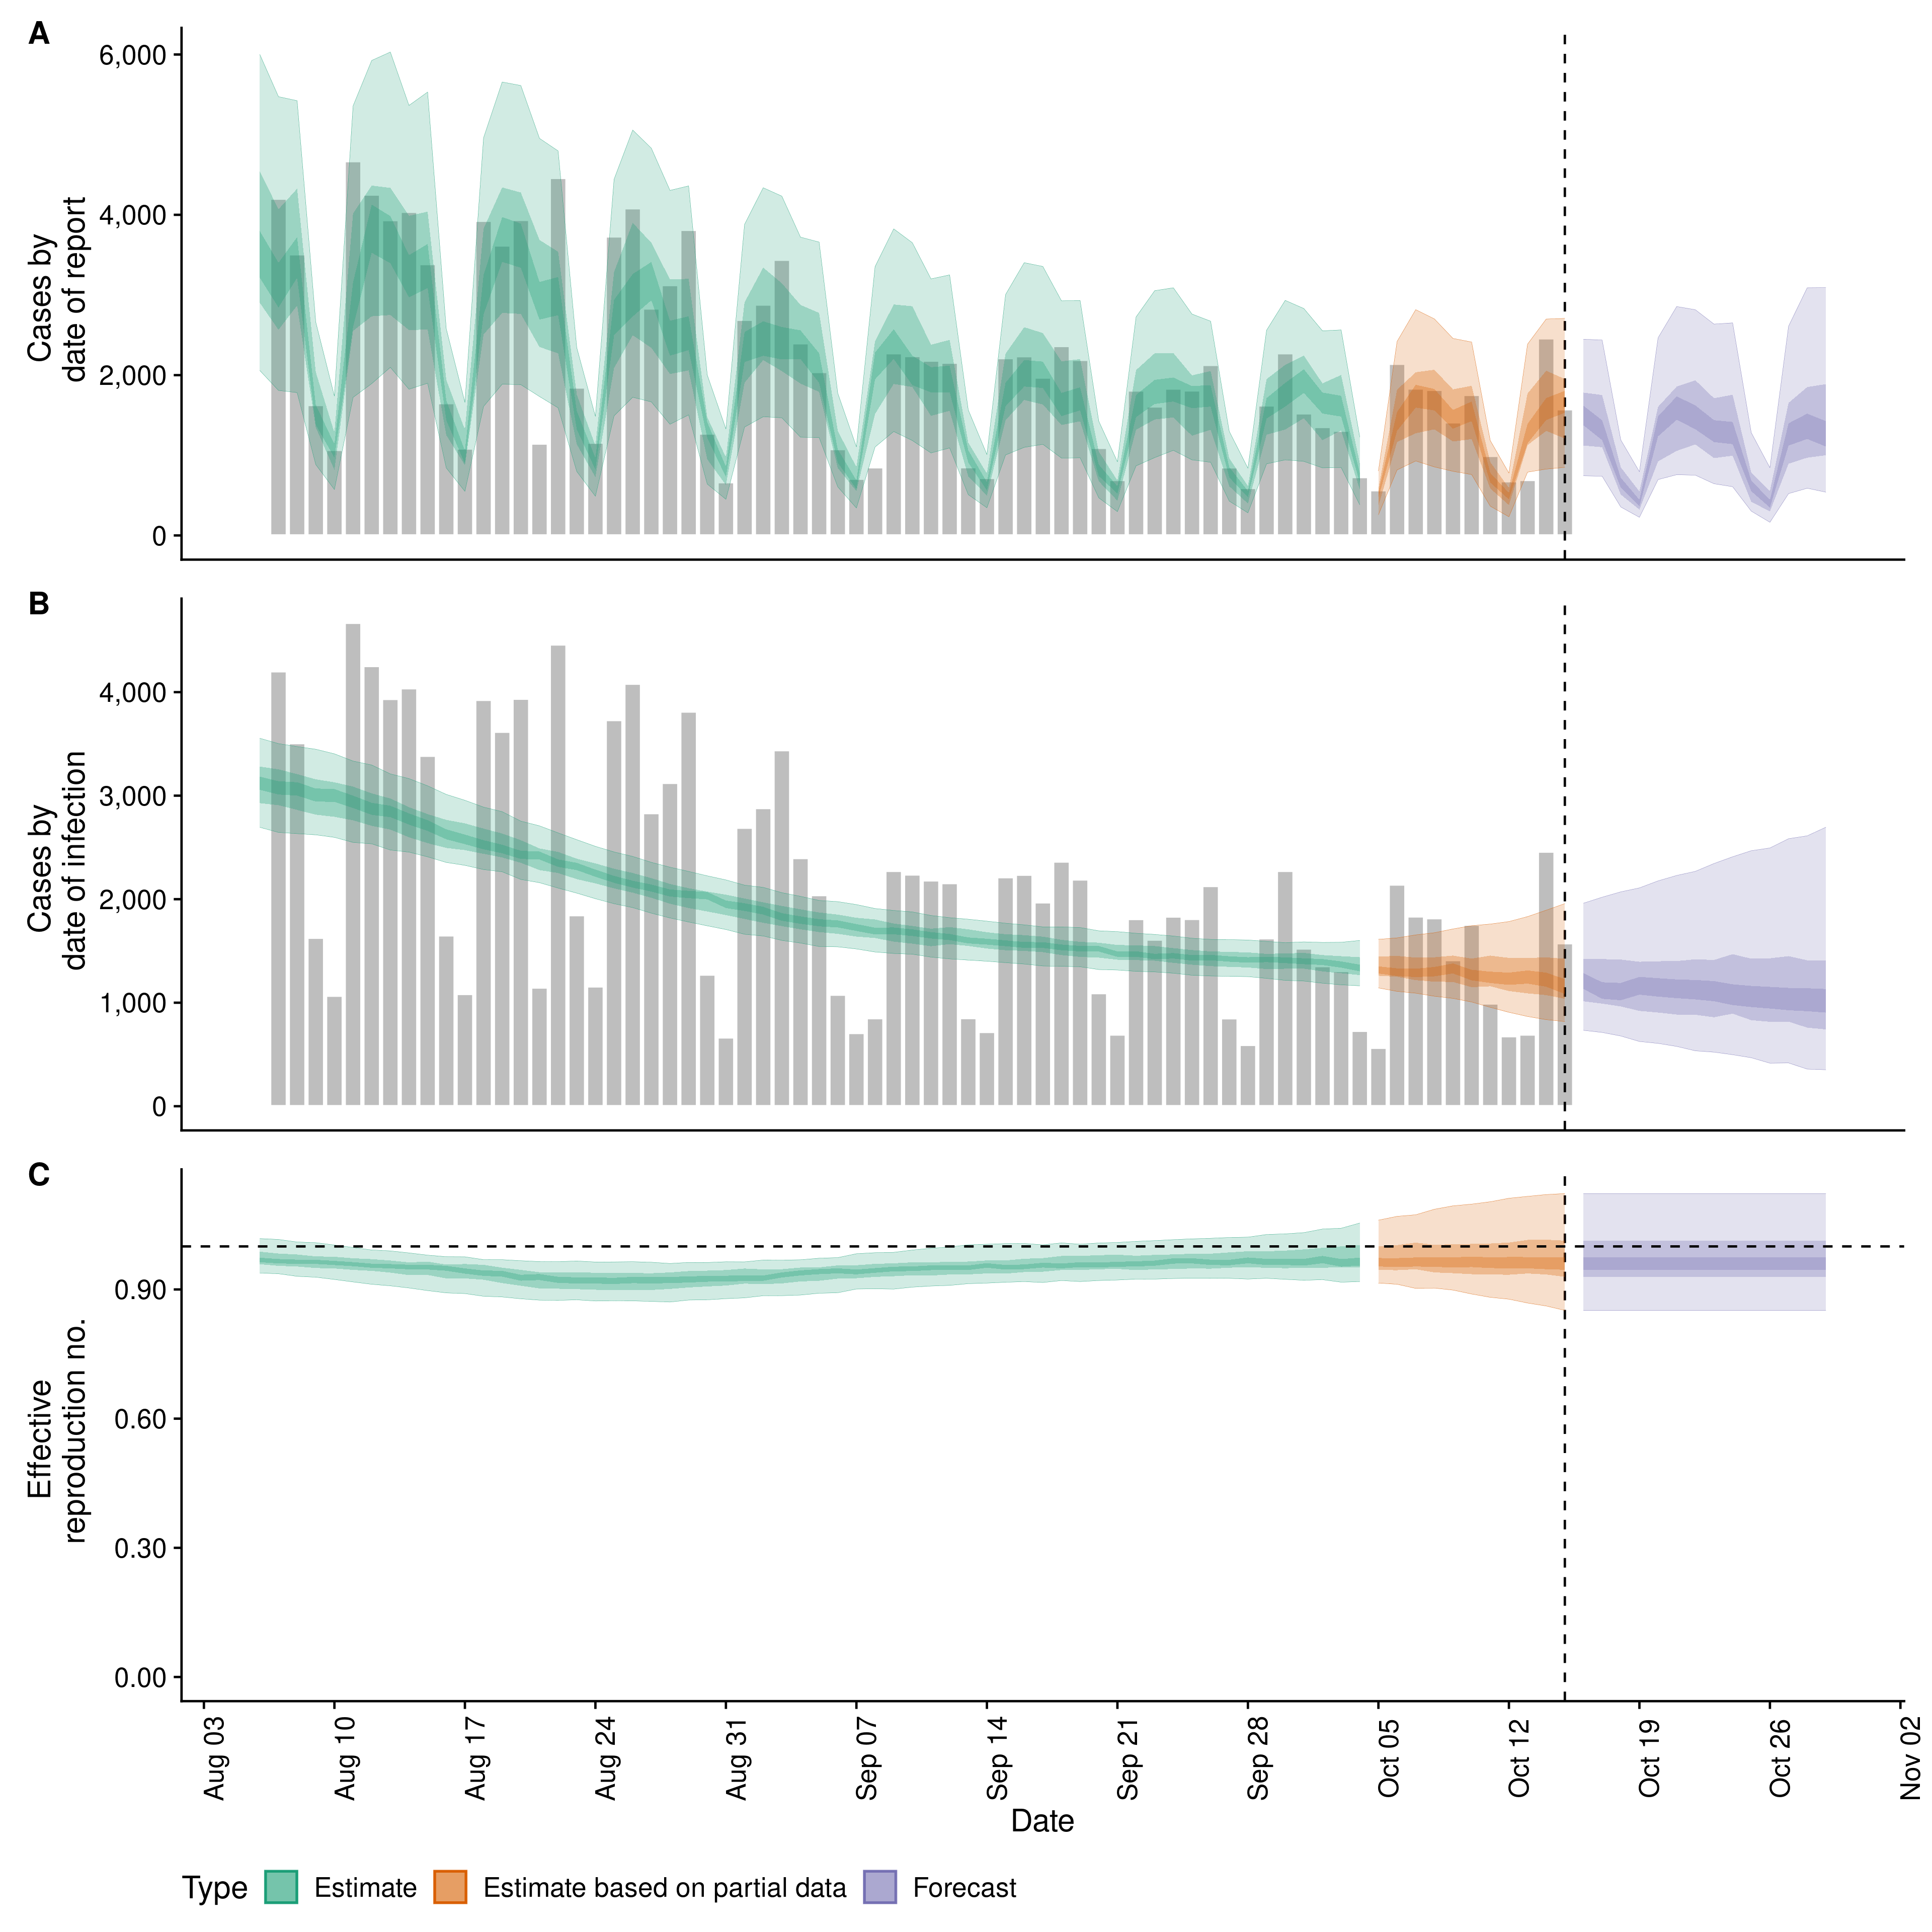 A
Cases by
date of report
6,000
4,000
2,000
0
B
Cases by
date of infection
4,000
3,000
2,000
1,000
0
C
Effective
reproduction no.
0.90
0.60
0.30
0.00
Aug 03
Aug 10
Aug 17
Aug 24
Aug 31
Sep 07
Sep 14
Sep 21
Sep 28
Oct 05
Oct 12
Oct 19
Oct 26
Nov 02
Date
Type
Estimate
Estimate based on partial data
Forecast